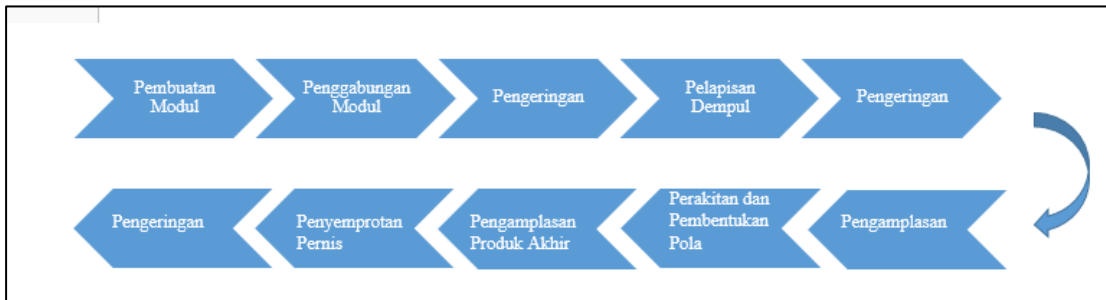 Pembuatan
Modul
Penggabungan
Modul
Pengeringan
Pelapisan
Dempul
Pengeringan
Pengamplasan
Perakitan dan
Pembentukan
Pola
Pengamplasan
Produk Akhir
Penyemprotan
Pernis
Pengeringan